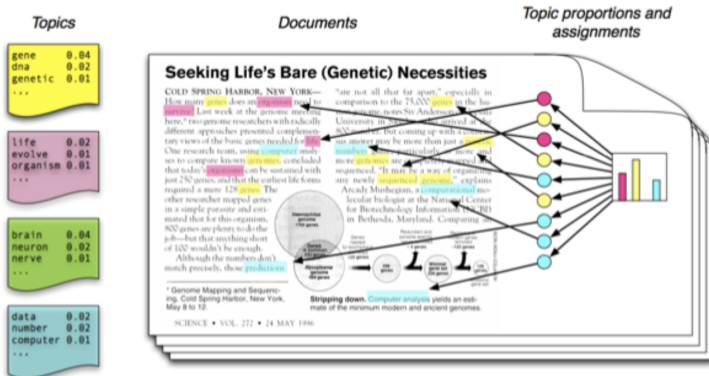 Topics
Documents
Topic proportions and
assignments
gene 0.04
dna 0.02
genetic 0.01
...
life 0.02
evolve 0.01
organism 0.01
...
brain 0.04
neuron 0.02
nerve 0.01
...
data 0.02
number 0.02
computer 0.01
...
Seeking Life's Bare (Genetic) Necessities
COLD SPRING HARBOR, NEW YORK—
How many genes does an organism need to
survive? Last week at the genome meeting
here,* two genome researchers with radically
different approaches presented complemen-
tary views of the basic genes needed for life.
One research team, using computer analy-
ses to compare known genomes, concluded
that today's organisms can be sustained with
just 250 genes, and that the earliest life forms
required a mere 128 genes. The
other researcher mapped genes
in a simple parasite and esti-
mated that for this organism,
800 genes are plenty to do the
job—but that anything short
of 100 wouldn't be enough.
Although the numbers don't
match precisely, those predictions
* Genome Mapping and Sequenc-
ing, Cold Spring Harbor, New York,
May 8 to 12.
"are not all that far apart," especially in
comparison to the 75,000 genes in the hu-
man genome, notes Siv Andersson
University in
800 number. But coming up with a
sus answer may be more than just a
numbers particularly more and
more genomes are mapped and
sequenced. "It may be a way of organizing
any newly sequenced genome," explains
Arcady Mushegian, a computational mo-
lecular biologist at the National Center
for Biotechnology Information (NCBI)
in Bethesda, Maryland. Comparing an
Haemophilus
genome
1703 genes
Mycoplasma
genome
469 genes
Stripping down. Computer analysis yields an esti-
mate of the minimum modern and ancient genomes.
SCIENCE • VOL. 272 • 24 MAY 1996